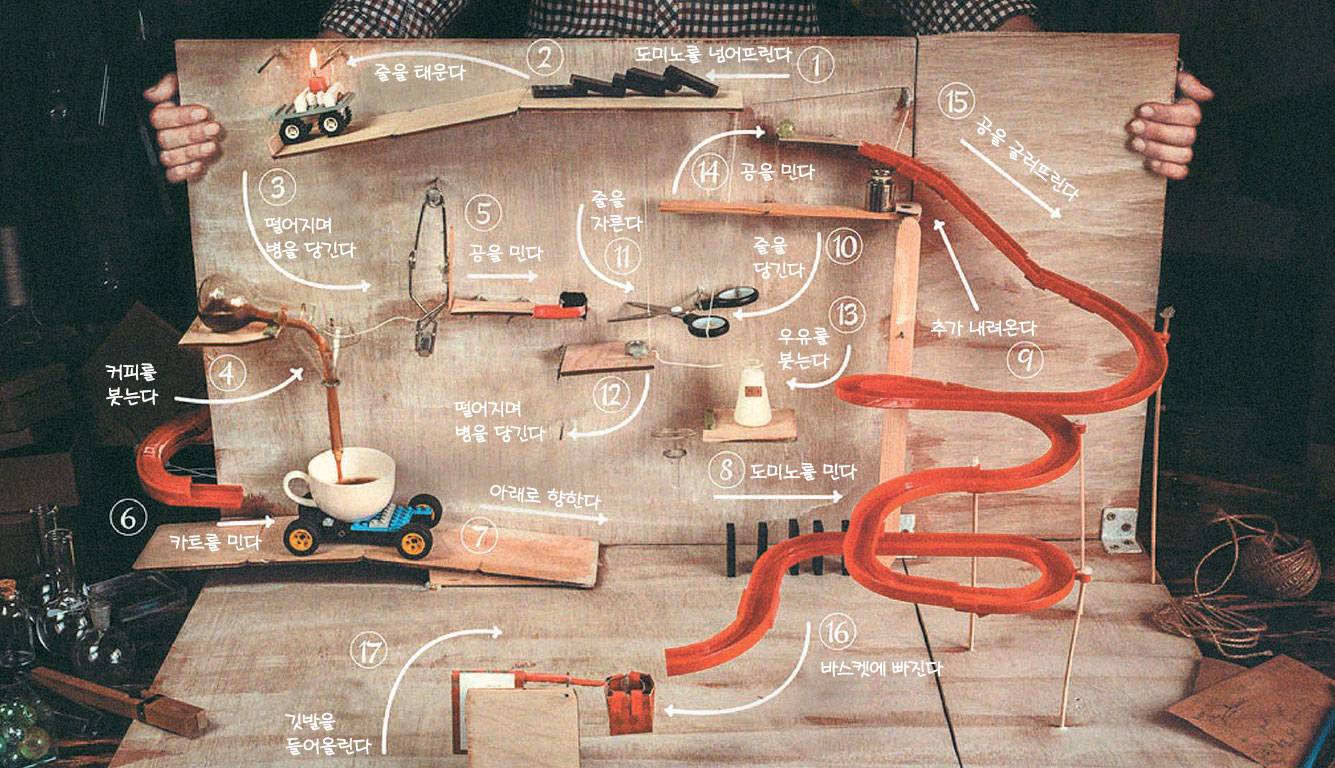 도미노를 넘어뜨린다
1
2
줄을 태운다
3
떨어지며
병을 당긴다
4
커피를
붓는다
5
공을 민다
6
카트를 민다
7
아래로 향한다
8
도미노를 민다
추가 내려온다
9
10
줄을
당긴다
줄을
자른다
11
12
떨어지며
병을 당긴다
13
우유를
붓는다
14
공을 민다
15
공을 굴러뜨린다
16
바스켓에 빠진다
17
깃발을
들어올린다